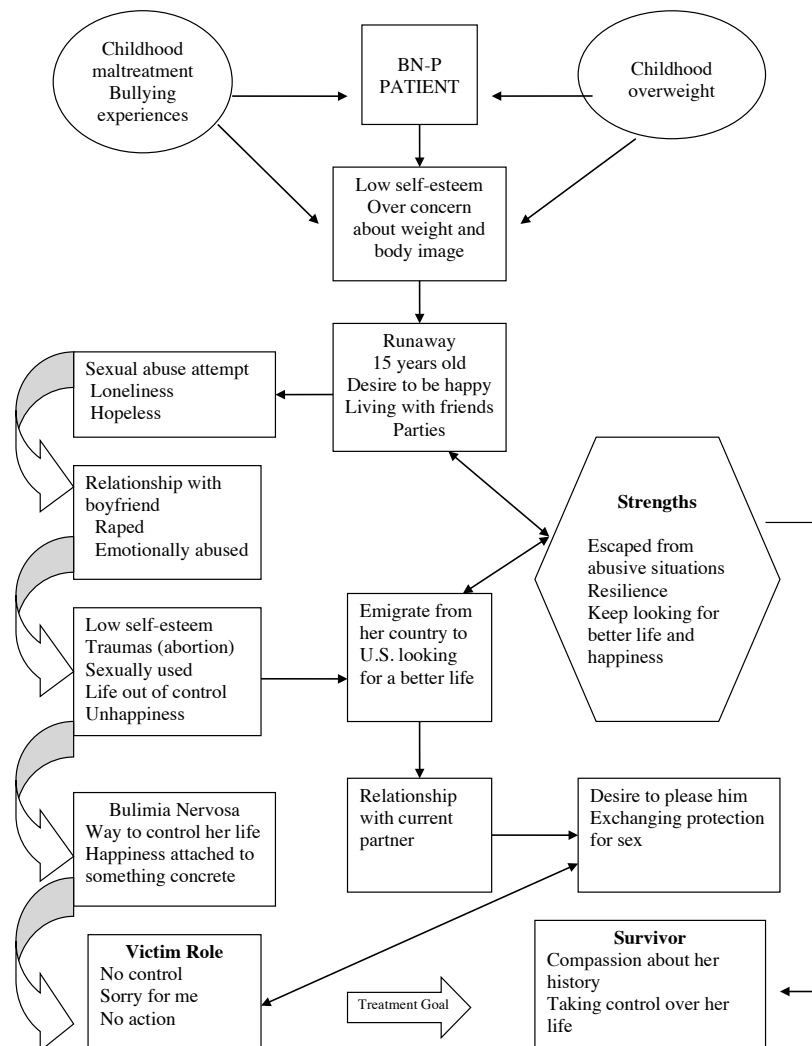 Childhood
maltreatment
Bullying
experiences
BN-P
PATIENT
Childhood
overweight
Low self-esteem
Over concern
about weight and
body image
Runaway
15 years old
Desire to be happy
Living with friends
Parties
Sexual abuse attempt
Loneliness
Hopeless
Relationship with
boyfriend
Raped
Emotionally abused
Strengths
Escaped from
abusive situations
Resilience
Keep looking for
better life and
happiness
Low self-esteem
Traumas (abortion)
Sexually used
Life out of control
Unhappiness
Emigrate from
her country to
U.S. looking
for a better life
Bulimia Nervosa
Way to control her life
Happiness attached to
something concrete
Relationship
with current
partner
Desire to please him
Exchanging protection
for sex
Victim Role
No control
Sorry for me
No action
Treatment Goal
Survivor
Compassion about her
history
Taking control over her
life